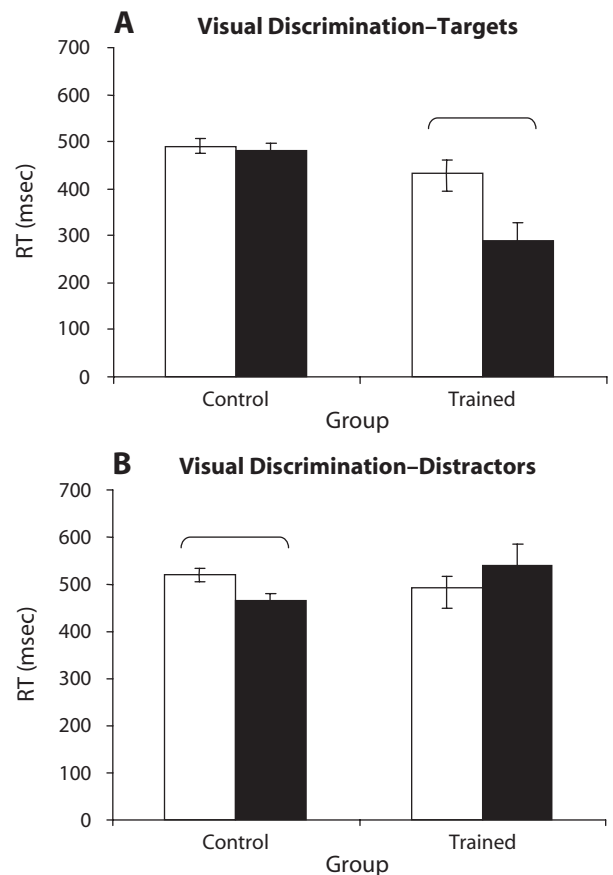 A Visual Discrimination–Targets
700
600
500
400
300
200
100
0
RT (msec)
Control Trained
Group
B Visual Discrimination–Distractors
700
600
500
400
300
200
100
0
RT (msec)
Control Trained
Group